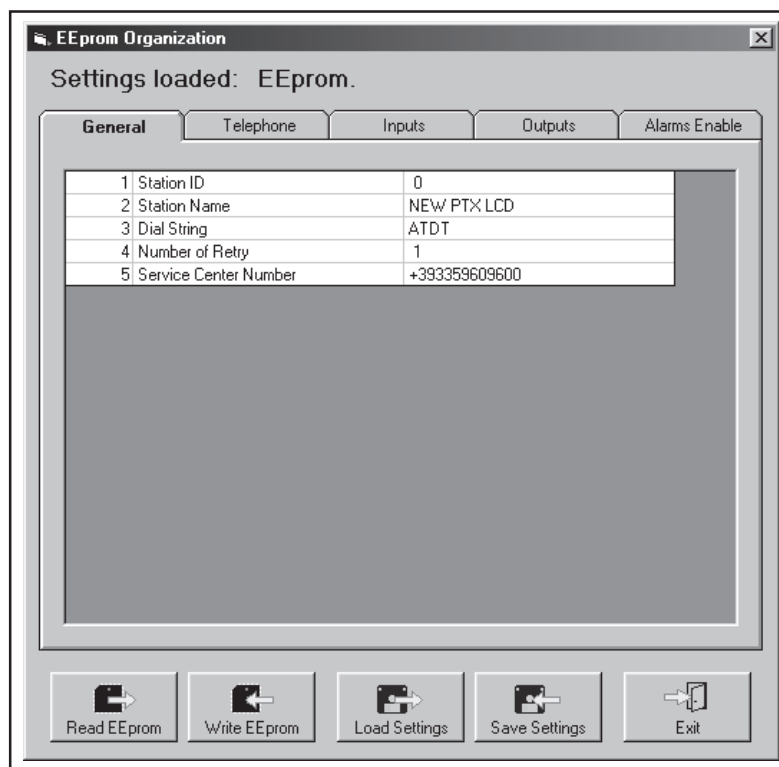 EEprom Organization
Settings loaded: EEprom.
General Telephone Inputs Outputs Alarms Enable
1 Station ID 0
2 Station Name NEW PTX LCD
3 Dial String ATDT
4 Number of Retry 1
5 Service Center Number +393359609600
Read EEprom Write EEprom Load Settings Save Settings Exit